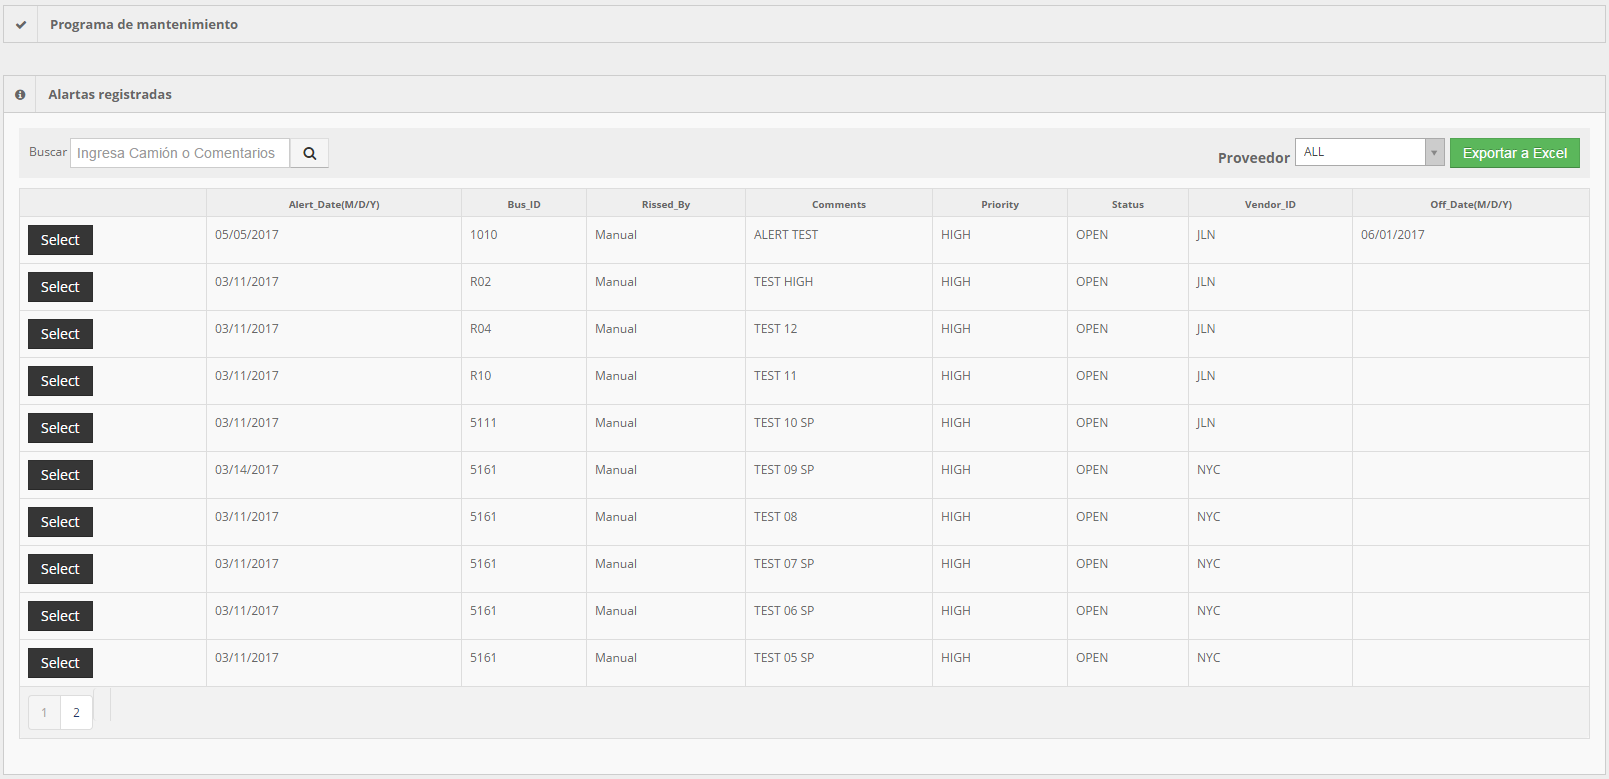 Programa de mantenimiento
Alartas registradas
Buscar Ingresa Camión o Comentarios Proveedor ALL Exportar a Excel
Alert_Date(M/D/Y) Bus_ID Rissed_By Comments Priority Status Vendor_ID Off_Date(M/D/Y)
Select 05/05/2017 1010 Manual ALERT TEST HIGH OPEN JLN 06/01/2017
Select 03/11/2017 R02 Manual TEST HIGH HIGH OPEN JLN
Select 03/11/2017 R04 Manual TEST 12 HIGH OPEN JLN
Select 03/11/2017 R10 Manual TEST 11 HIGH OPEN JLN
Select 03/11/2017 5111 Manual TEST 10 SP HIGH OPEN JLN
Select 03/14/2017 5161 Manual TEST 09 SP HIGH OPEN NYC
Select 03/11/2017 5161 Manual TEST 08 HIGH OPEN NYC
Select 03/11/2017 5161 Manual TEST 07 SP HIGH OPEN NYC
Select 03/11/2017 5161 Manual TEST 06 SP HIGH OPEN NYC
Select 03/11/2017 5161 Manual TEST 05 SP HIGH OPEN NYC
1 2